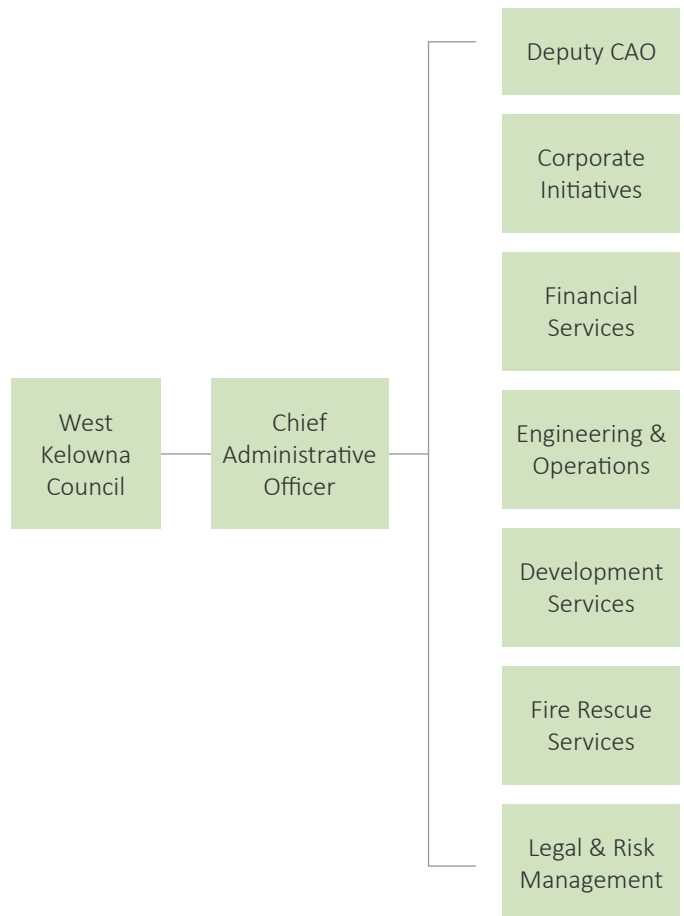 West
Kelowna
Council
Chief
Administrative
Officer
Deputy CAO
Corporate
Initiatives
Financial
Services
Engineering &
Operations
Development
Services
Fire Rescue
Services
Legal & Risk
Management